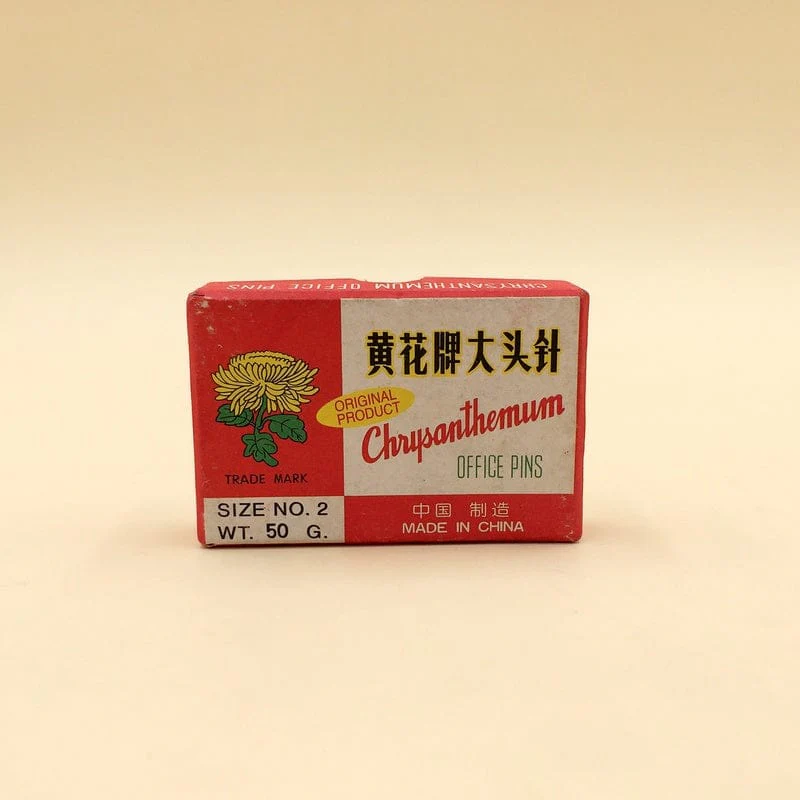 CHRYSANTHEMUM OFFICE PINS
黄花牌大头针
ORIGINAL
PRODUCT
Chrysanthemum
OFFICE PINS
TRADE MARK
SIZE NO. 2
WT. 50 G.
中国 制造
MADE IN CHINA